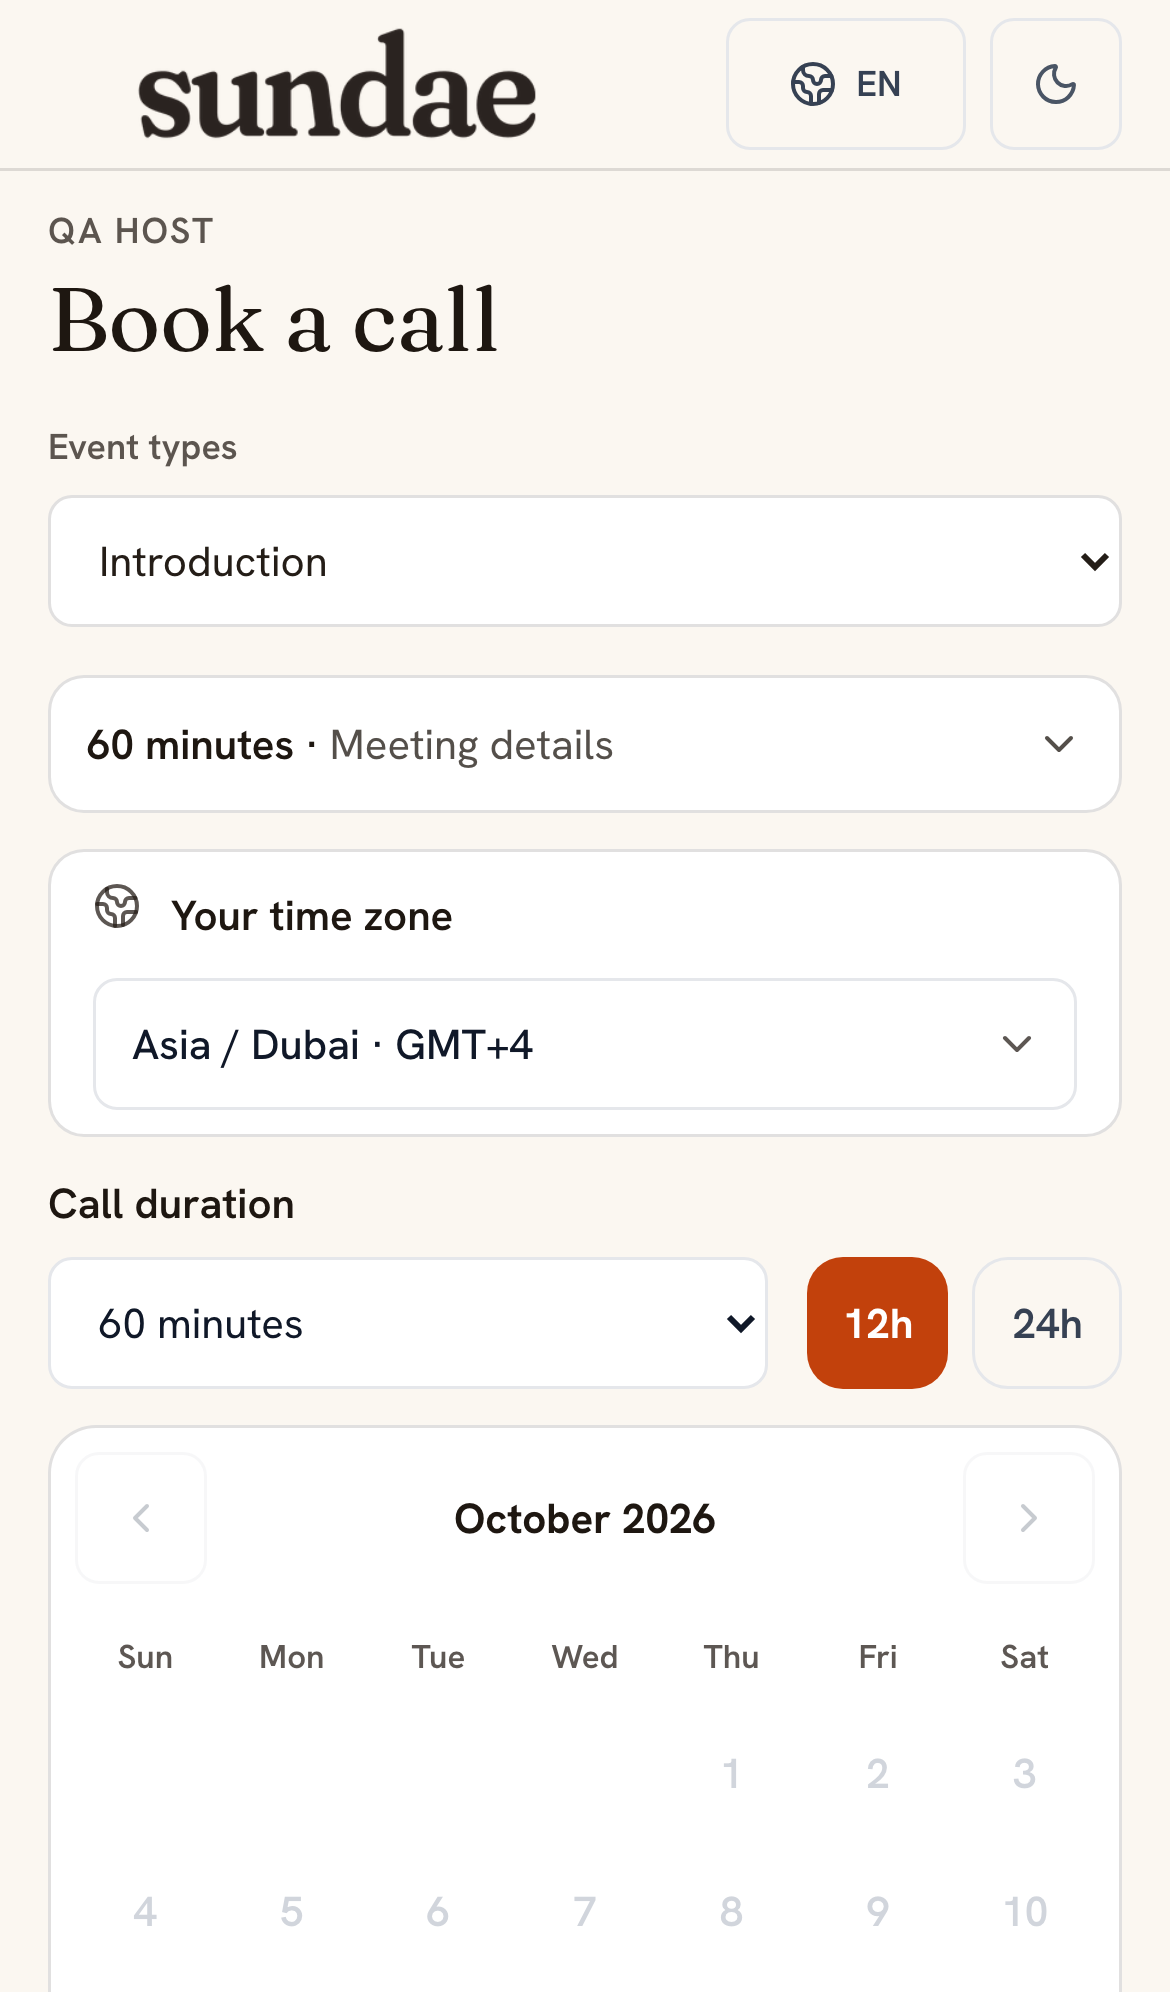 sundae
EN
QA HOST
Book a call
Event types
Introduction
60 minutes · Meeting details
Your time zone
Asia / Dubai · GMT+4
Call duration
60 minutes
12h
24h
October 2026
Sun Mon Tue Wed Thu Fri Sat
1 2 3
4 5 6 7 8 9 10